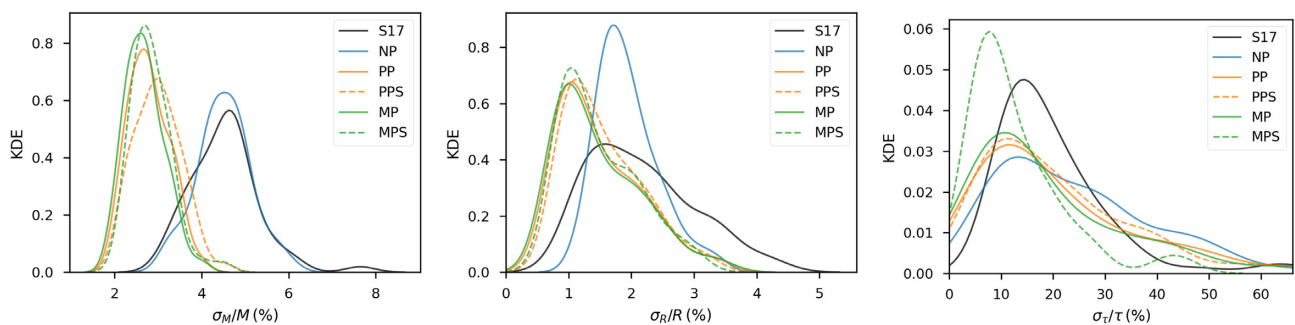 KDE
0.8
0.6
0.4
0.2
0.0
2
4
6
8
σ_M/M (%)
S17
NP
PP
PPS
MP
MPS
KDE
0.8
0.6
0.4
0.2
0.0
0
1
2
3
4
5
σ_R/R (%)
S17
NP
PP
PPS
MP
MPS
KDE
0.06
0.05
0.04
0.03
0.02
0.01
0.00
0
10
20
30
40
50
60
σ_τ/τ (%)
S17
NP
PP
PPS
MP
MPS